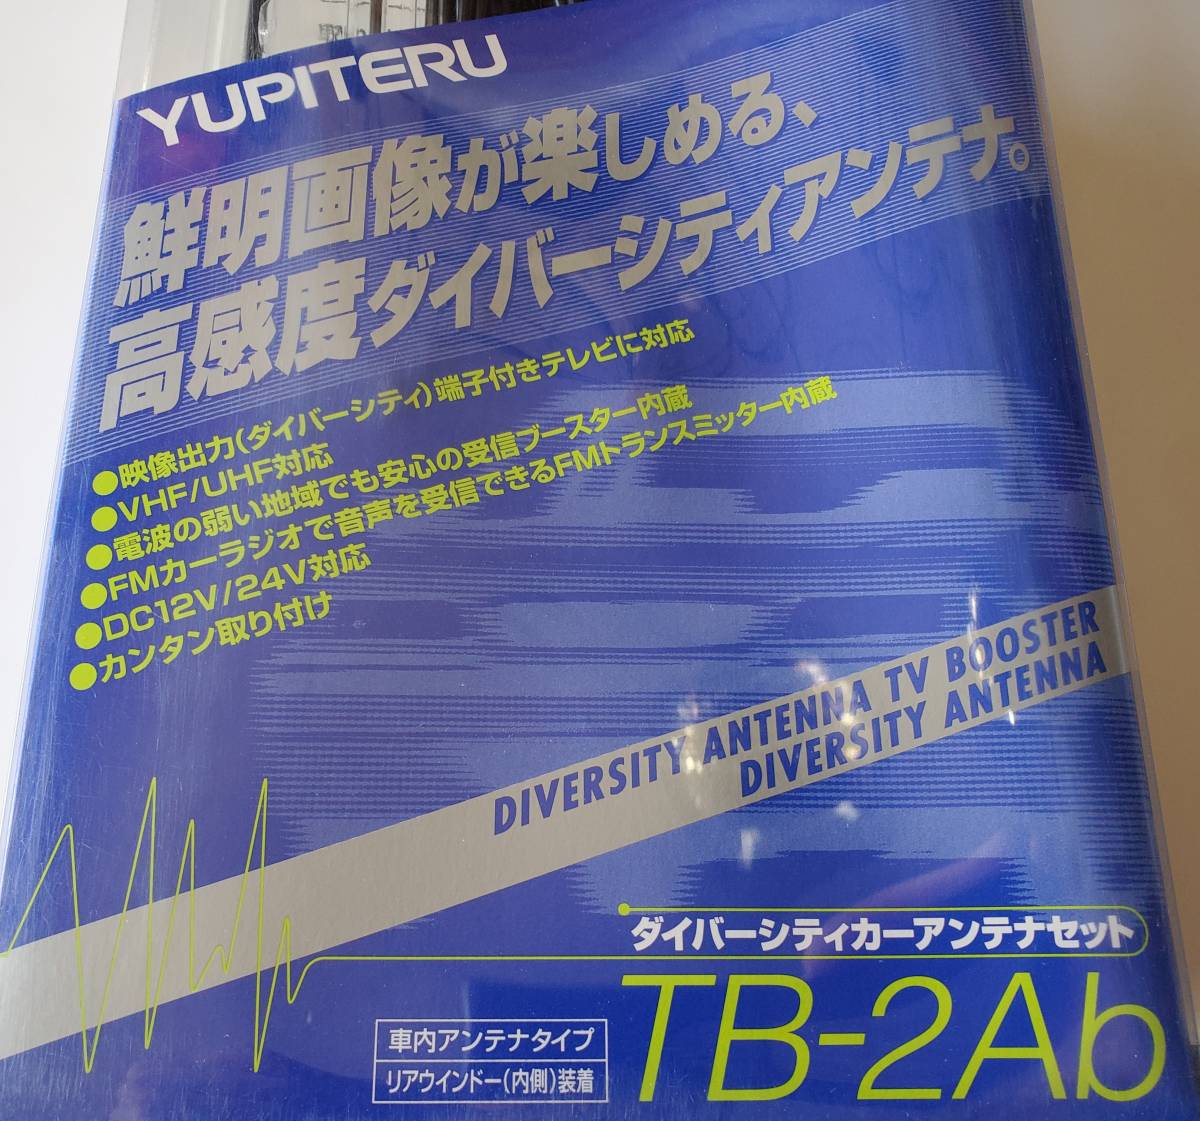 YUPITERU
鮮明画像が楽しめる、
高感度ダイバーシティアンテナ。
●映像出力(ダイバーシティ)端子付きテレビに対応
●VHF/UHF対応
●電波の弱い地域でも安心の受信ブースター内蔵
●FMカーラジオで音声を受信できるFMトランスミッター内蔵
●DC12V/24V対応
●カンタン取り付け
DIVERSITY ANTENNA TV BOOSTER
DIVERSITY ANTENNA
ダイバーシティカーアンテナセット
TB-2Ab
車内アンテナタイプ
リアウインドー(内側)装着